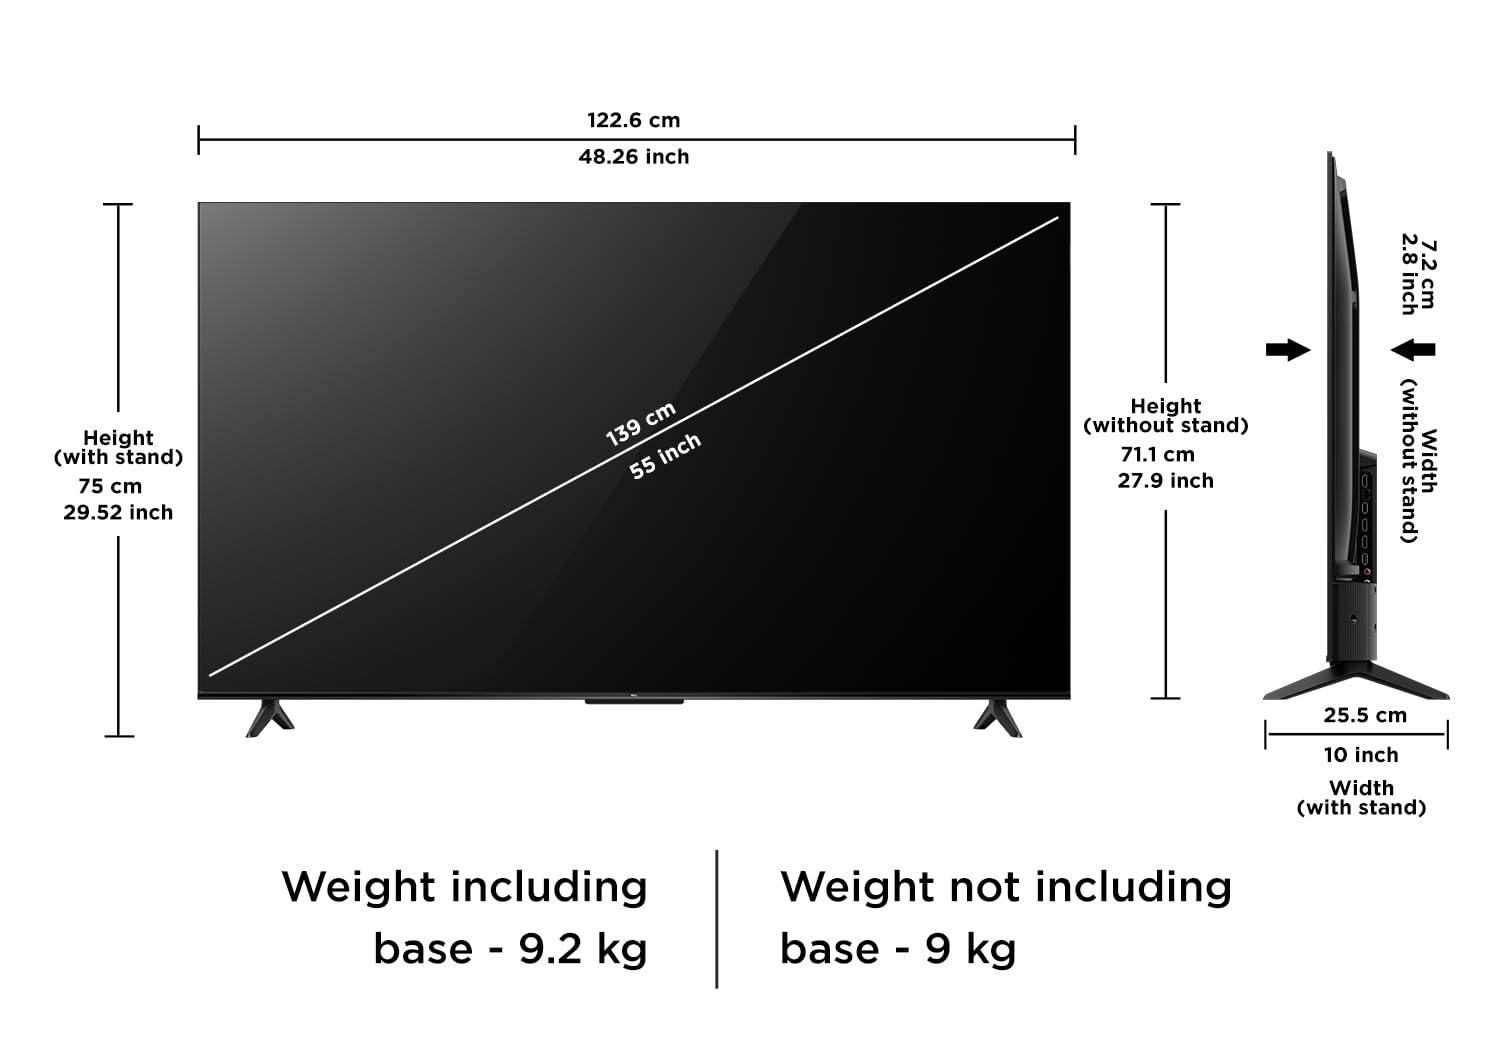 122.6 cm
48.26 inch
Height
(with stand)
75 cm
29.52 inch
139 cm
55 inch
Height
(without stand)
71.1 cm
27.9 inch
7.2 cm
2.8 inch
Width
(without stand)
25.5 cm
10 inch
Width
(with stand)
Weight including
base - 9.2 kg
Weight not including
base - 9 kg